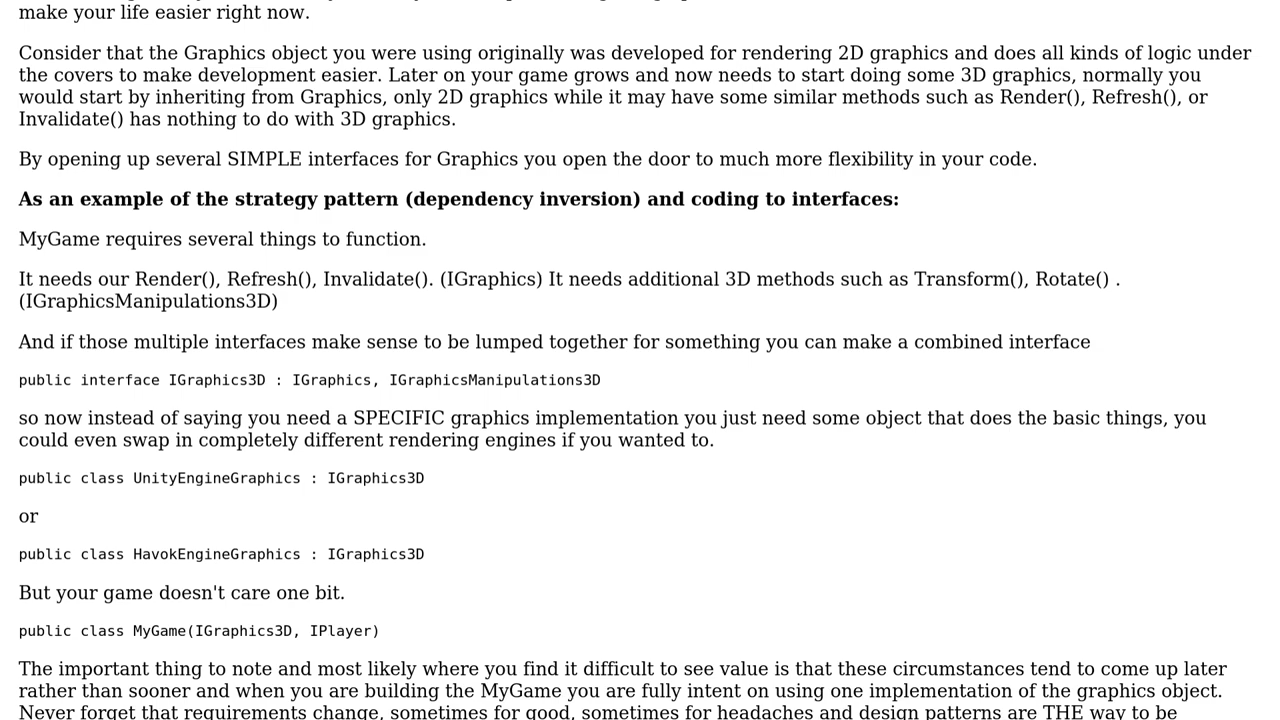 make your life easier right now.
Consider that the Graphics object you were using originally was developed for rendering 2D graphics and does all kinds of logic under
the covers to make development easier. Later on your game grows and now needs to start doing some 3D graphics, normally you
would start by inheriting from Graphics, only 2D graphics while it may have some similar methods such as Render(), Refresh(), or
Invalidate() has nothing to do with 3D graphics.
By opening up several SIMPLE interfaces for Graphics you open the door to much more flexibility in your code.
As an example of the strategy pattern (dependency inversion) and coding to interfaces:
MyGame requires several things to function.
It needs our Render(), Refresh(), Invalidate(). (IGraphics) It needs additional 3D methods such as Transform(), Rotate() .
(IGraphicsManipulations3D)
And if those multiple interfaces make sense to be lumped together for something you can make a combined interface
public interface IGraphics3D : IGraphics, IGraphicsManipulations3D
so now instead of saying you need a SPECIFIC graphics implementation you just need some object that does the basic things, you
could even swap in completely different rendering engines if you wanted to.
public class UnityEngineGraphics : IGraphics3D
or
public class HavokEngineGraphics : IGraphics3D
But your game doesn't care one bit.
public class MyGame(IGraphics3D, IPlayer)
The important thing to note and most likely where you find it difficult to see value is that these circumstances tend to come up later
rather than sooner and when you are building the MyGame you are fully intent on using one implementation of the graphics object.
Never forget that requirements change, sometimes for good, sometimes for headaches and design patterns are THE way to be